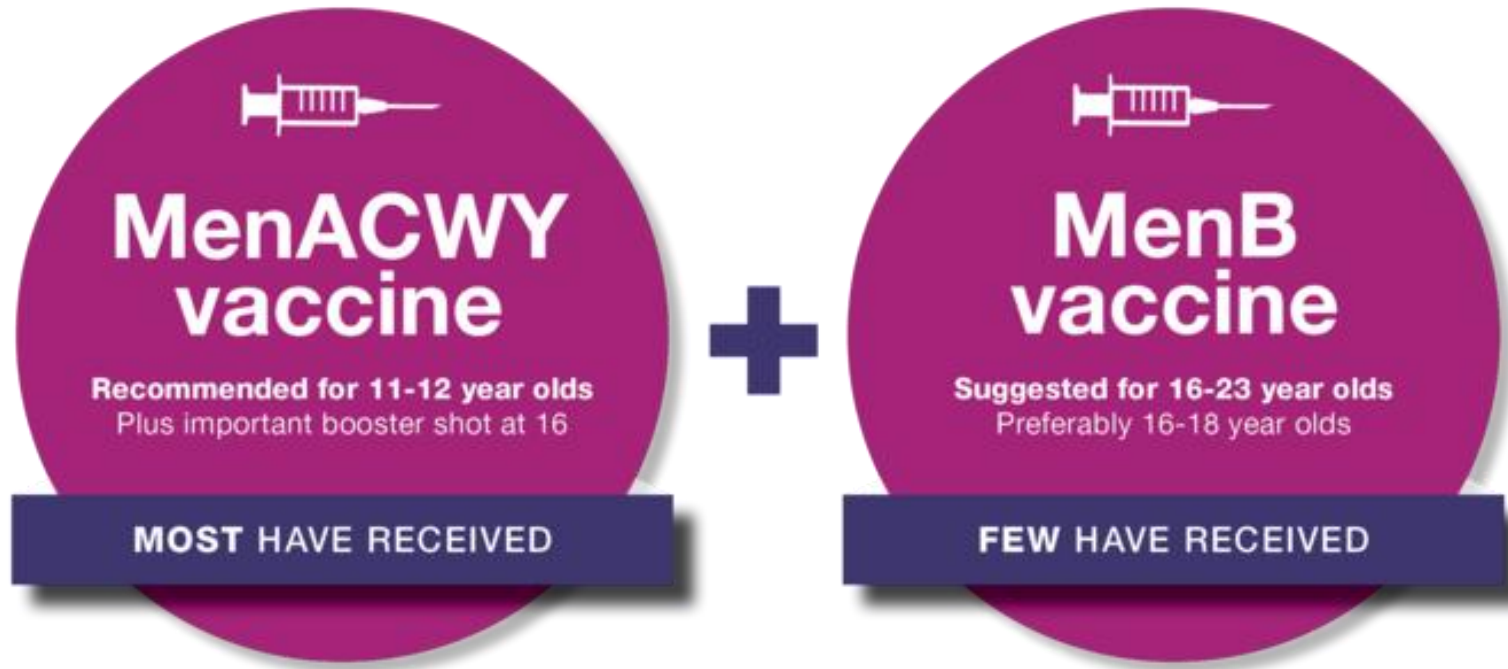 MenACWY
vaccine
Recommended for 11-12 year olds
Plus important booster shot at 16
MOST HAVE RECEIVED
MenB
vaccine
Suggested for 16-23 year olds
Preferably 16-18 year olds
FEW HAVE RECEIVED